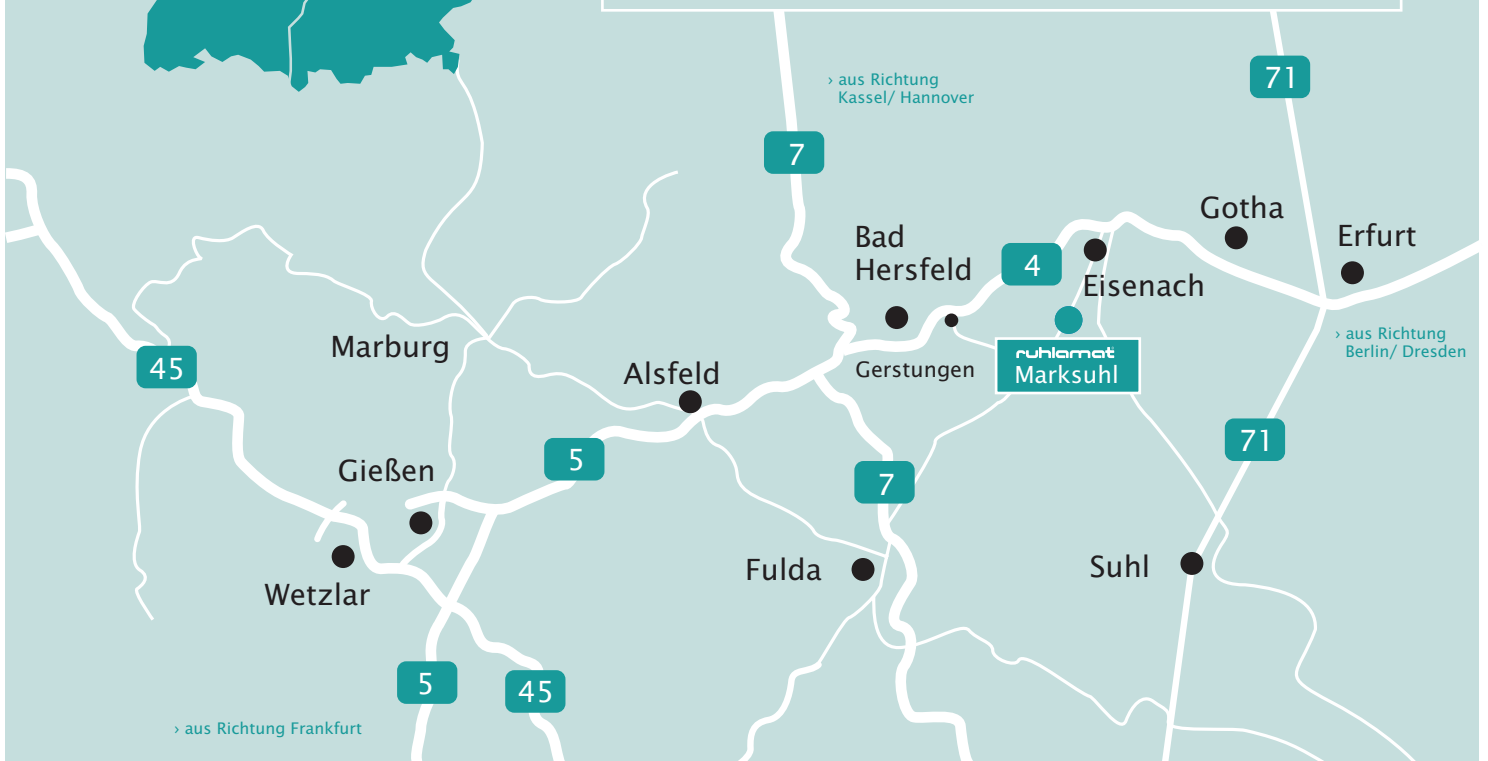 71
› aus Richtung
Kassel/ Hannover
7
Gotha
Bad
Hersfeld
Erfurt
4
Eisenach
› aus Richtung
Berlin/ Dresden
Marburg
45
Alsfeld
Gerstungen
ruhlamat
Marksuhl
71
5
Gießen
7
Fulda
Suhl
Wetzlar
5
45
› aus Richtung Frankfurt